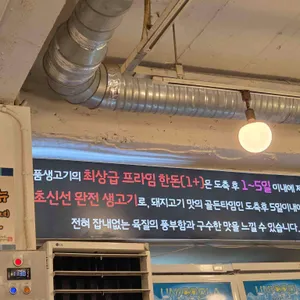 품생고기의 최상급 프라임 한돈(1+)은 도축 후 1~5일 이내에
초신선 완전 생고기로, 돼지고기 맛의 골든타임인 도축후 5일이내에
전혀 잡내없는 육질의 풍부함과 구수한 맛을 느낄 수 있습니다.
뉴